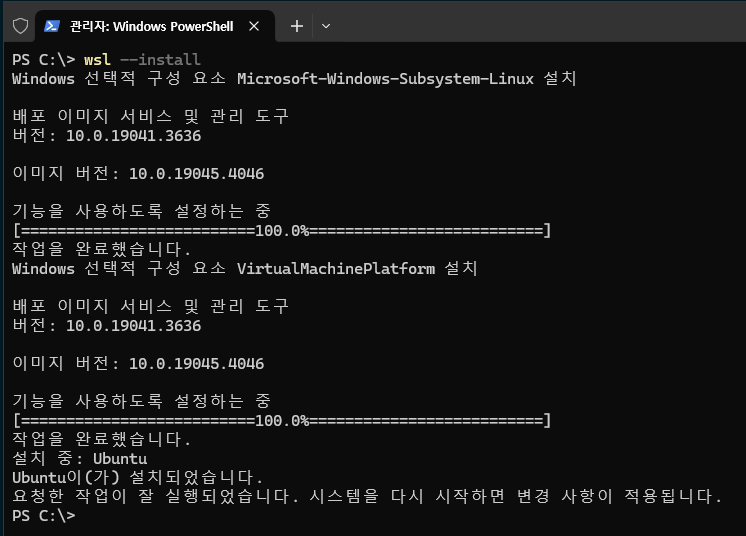 관리자: Windows PowerShell
PS C:\> wsl --install
Windows 선택적 구성 요소 Microsoft-Windows-Subsystem-Linux 설치
배포 이미지 서비스 및 관리 도구
버전: 10.0.19041.3636
이미지 버전: 10.0.19045.4046
기능을 사용하도록 설정하는 중
[==========================100.0%==========================]
작업을 완료했습니다.
Windows 선택적 구성 요소 VirtualMachinePlatform 설치
배포 이미지 서비스 및 관리 도구
버전: 10.0.19041.3636
이미지 버전: 10.0.19045.4046
기능을 사용하도록 설정하는 중
[==========================100.0%==========================]
작업을 완료했습니다.
설치 중: Ubuntu
Ubuntu이(가) 설치되었습니다.
요청한 작업이 잘 실행되었습니다. 시스템을 다시 시작하면 변경 사항이 적용됩니다.
PS C:\>